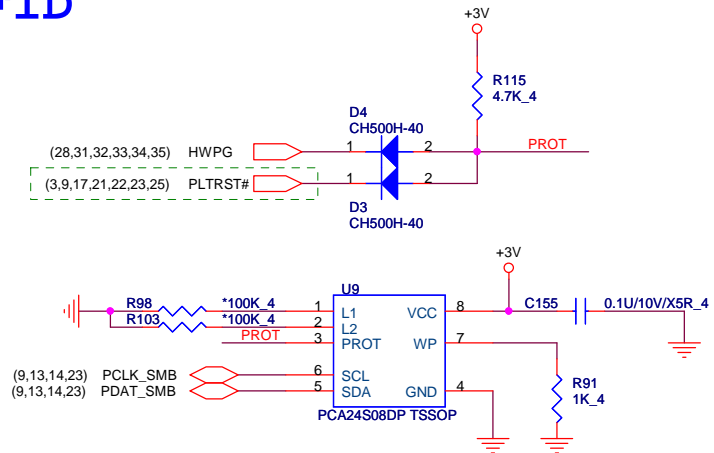 +3V
R115
4.7K_4
D4
CH500H-40
(28,31,32,33,34,35) HWPG 1 2 PROT
(3,9,17,21,22,23,25) PLTRST# 1 2
D3
CH500H-40
+3V
U9
R98 *100K_4 1 L1 VCC 8 C155 0.1U/10V/X5R_4
R103 *100K_4 2 L2
PROT 3 PROT WP 7
(9,13,14,23) PCLK_SMB 6 SCL
(9,13,14,23) PDAT_SMB 5 SDA GND 4
R91
1K_4
PCA24S08DP TSSOP